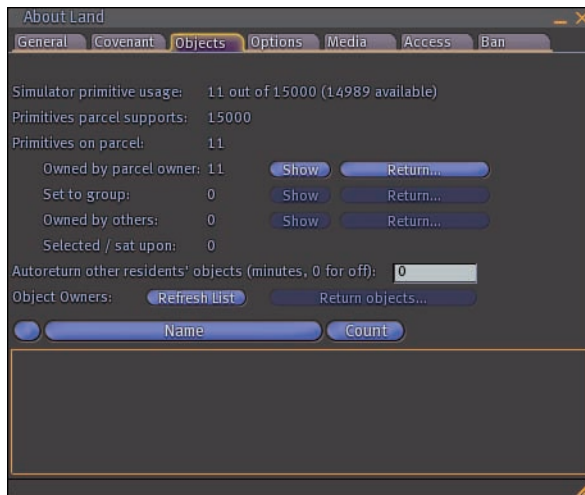 About Land
General Covenant Objects Options Media Access Ban
Simulator primitive usage: 11 out of 15000 (14989 available)
Primitives parcel supports: 15000
Primitives on parcel: 11
Owned by parcel owner: 11 Show Return...
Set to group: 0 Show Return...
Owned by others: 0 Show Return...
Selected / sat upon: 0
Autoreturn other residents' objects (minutes, 0 for off): 0
Object Owners: Refresh List Return objects...
Name Count